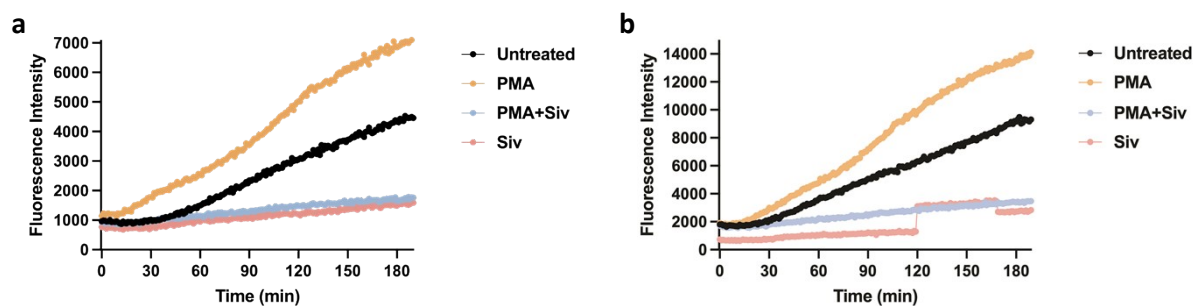 a
Fluorescence Intensity
7000
6000
5000
4000
3000
2000
1000
0
0 30 60 90 120 150 180
Time (min)
Untreated
PMA
PMA+Siv
Siv
b
Fluorescence Intensity
14000
12000
10000
8000
6000
4000
2000
0
0 30 60 90 120 150 180
Time (min)
Untreated
PMA
PMA+Siv
Siv